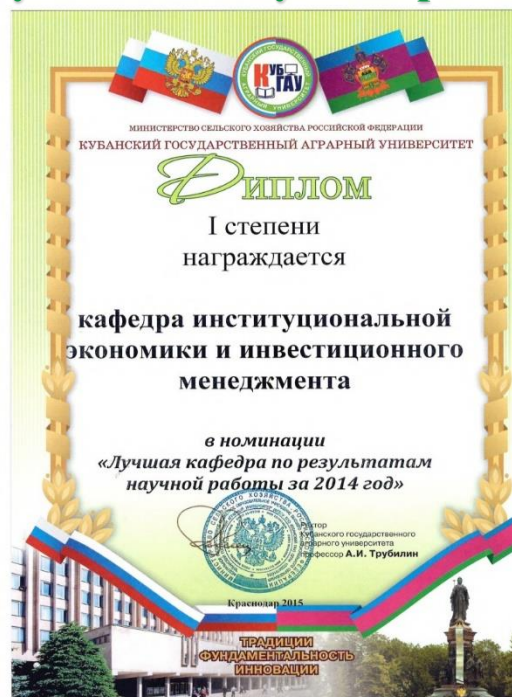 КУБ
ГАУ
МИНИСТЕРСТВО СЕЛЬСКОГО ХОЗЯЙСТВА РОССИЙСКОЙ ФЕДЕРАЦИИ
КУБАНСКИЙ ГОСУДАРСТВЕННЫЙ АГРАРНЫЙ УНИВЕРСИТЕТ
ДИПЛОМ
I степени
награждается
кафедра институциональной
экономики и инвестиционного
менеджмента
в номинации
«Лучшая кафедра по результатам
научной работы за 2014 год»
Ректор
Кубанского государственного
аграрного университета
профессор А.И. Трубилин
Краснодар 2015
ТРАДИЦИИ
ФУНДАМЕНТАЛЬНОСТЬ
ИННОВАЦИИ